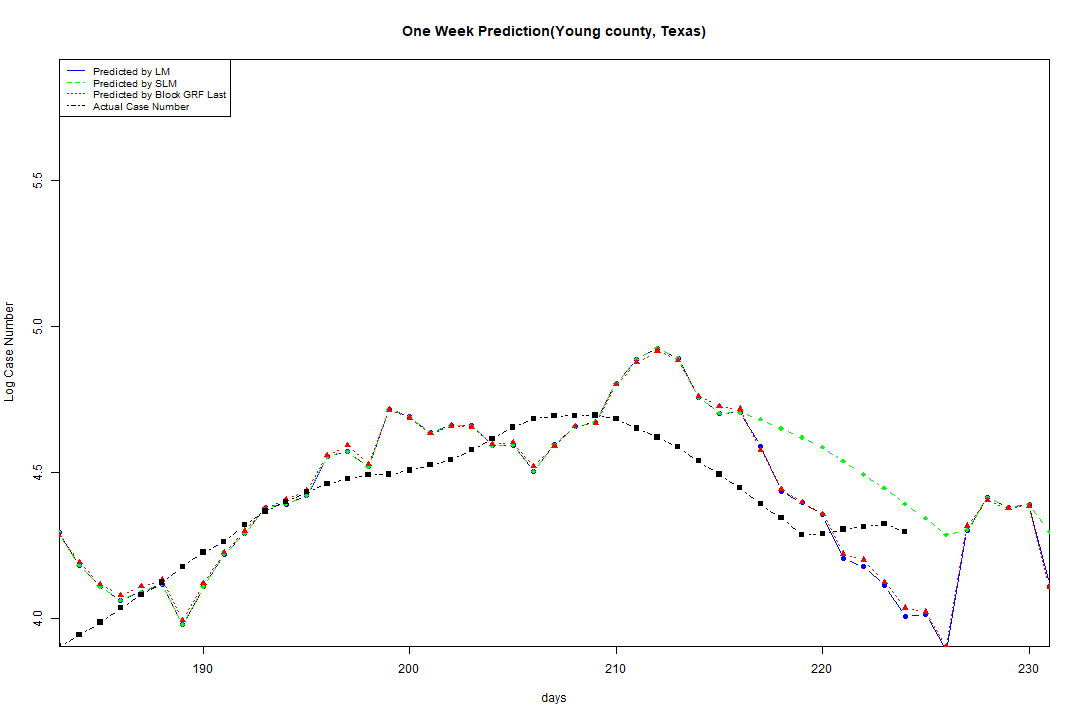 One Week Prediction(Young county, Texas)
Predicted by LM
Predicted by SLM
Predicted by Block GRF Last
Actual Case Number
5.5
5.0
4.5
4.0
Log Case Number
190 200 210 220 230
days